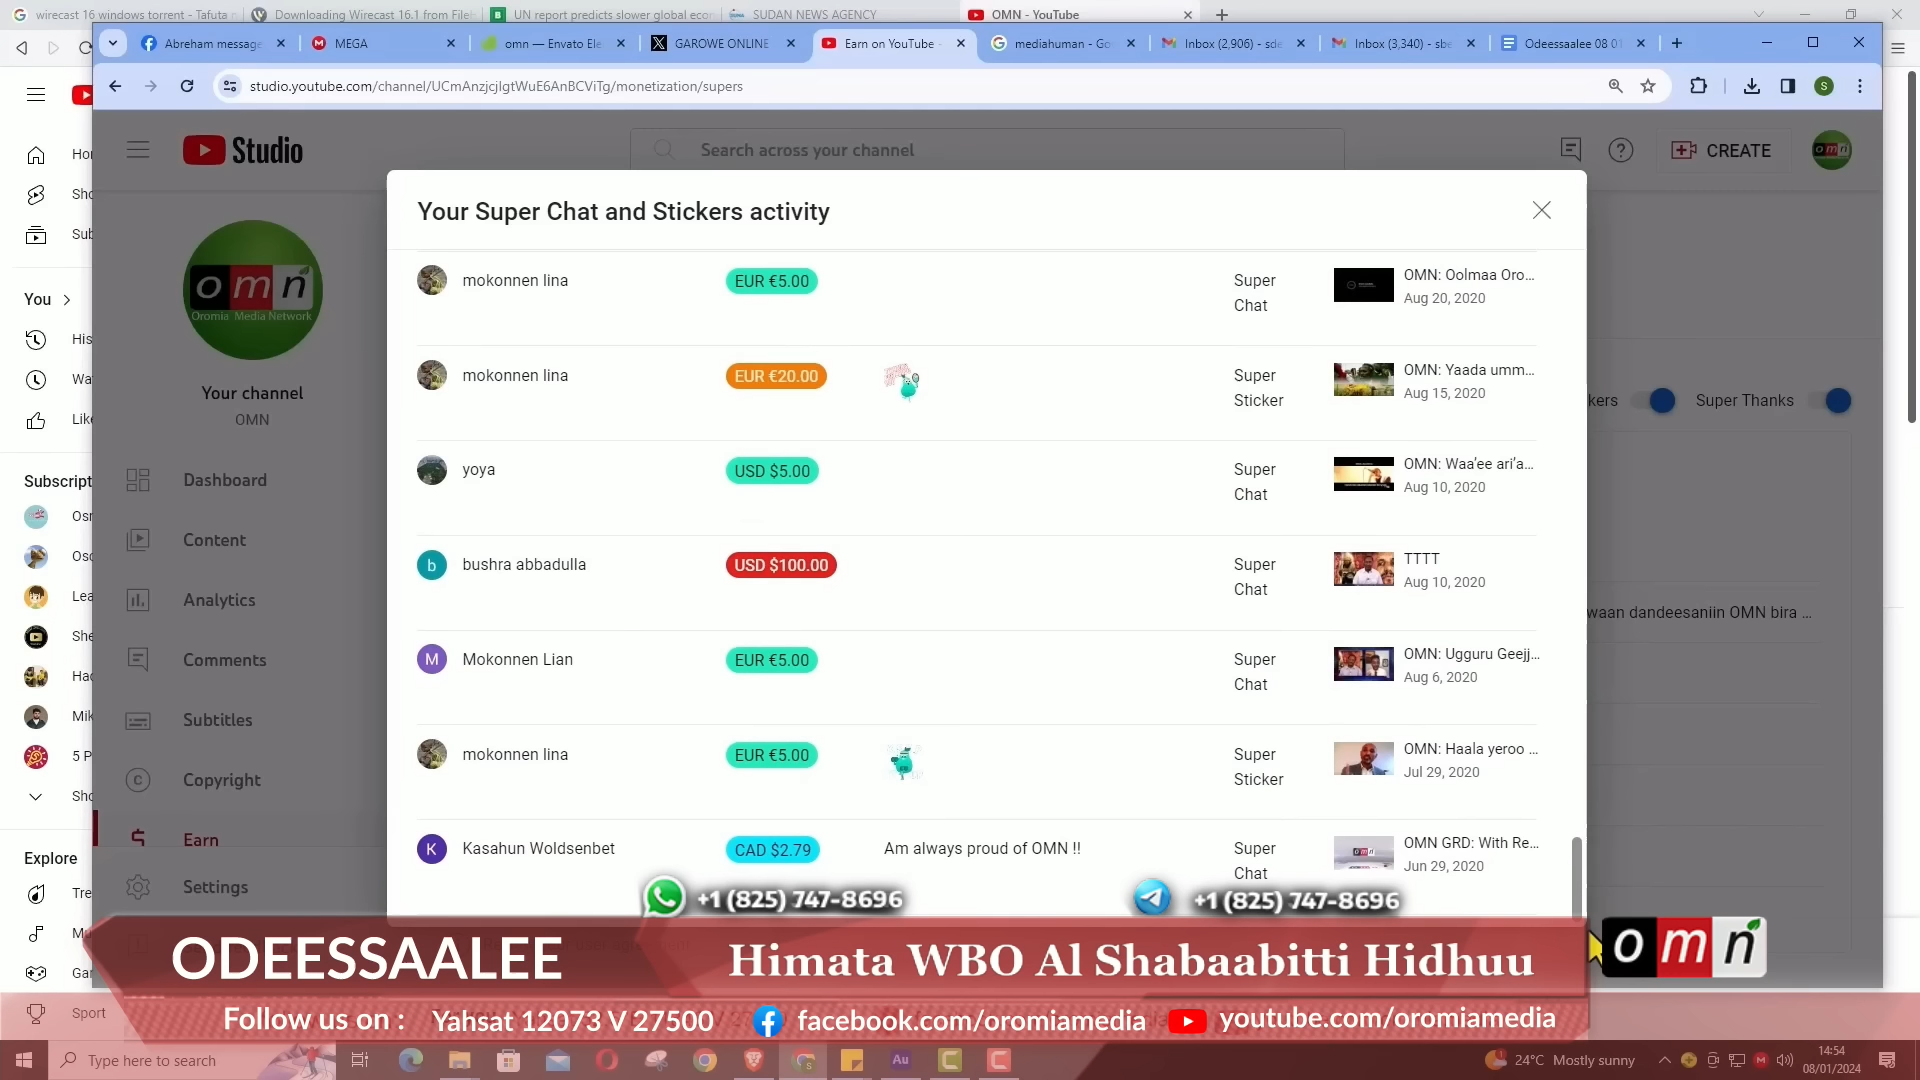 wirecast 16 windows torrent - Tafuta
Downloading Wirecast 16.1 from File
UN report predicts slower global econ
SUDAN NEWS AGENCY
OMN - YouTube
Abreham message
MEGA
omn — Envato Ele
GAROWE ONLINE
Earn on YouTube -
mediahuman - Go
Inbox (2,906) - sde
Inbox (3,340) - sbe
Odeessaalee 08 01
studio.youtube.com/channel/UCmAnzjcjIgtWuE6AnBCViTg/monetization/supers
Studio
Search across your channel
CREATE
omn
Your Super Chat and Stickers activity
omn
Oromia Media Network
Your channel
OMN
Dashboard
Content
Analytics
Comments
Subtitles
Copyright
Earn
Settings
You
Subscript
Explore
Sport
mokonnen lina
EUR €5.00
Super Chat
OMN: Oolmaa Oro...
Aug 20, 2020
mokonnen lina
EUR €20.00
Super Sticker
OMN: Yaada umm...
Aug 15, 2020
yoya
USD $5.00
Super Chat
OMN: Waa’ee ari’a...
Aug 10, 2020
bushra abbadulla
USD $100.00
Super Chat
TTTT
Aug 10, 2020
Mokonnen Lian
EUR €5.00
Super Chat
OMN: Ugguru Geejj...
Aug 6, 2020
mokonnen lina
EUR €5.00
Super Sticker
OMN: Haala yeroo ...
Jul 29, 2020
Kasahun Woldsenbet
CAD $2.79
Am always proud of OMN !!
Super Chat
OMN GRD: With Re...
Jun 29, 2020
kers
Super Thanks
waan dandeesaniin OMN bira ...
+1 (825) 747-8696
+1 (825) 747-8696
ODEESSAALEE
Himata WBO Al Shabaabitti Hidhuu
omn
Follow us on :
Yahsat 12073 V 27500
facebook.com/oromiamedia
youtube.com/oromiamedia
Type here to search
24°C Mostly sunny
14:54
08/01/2024